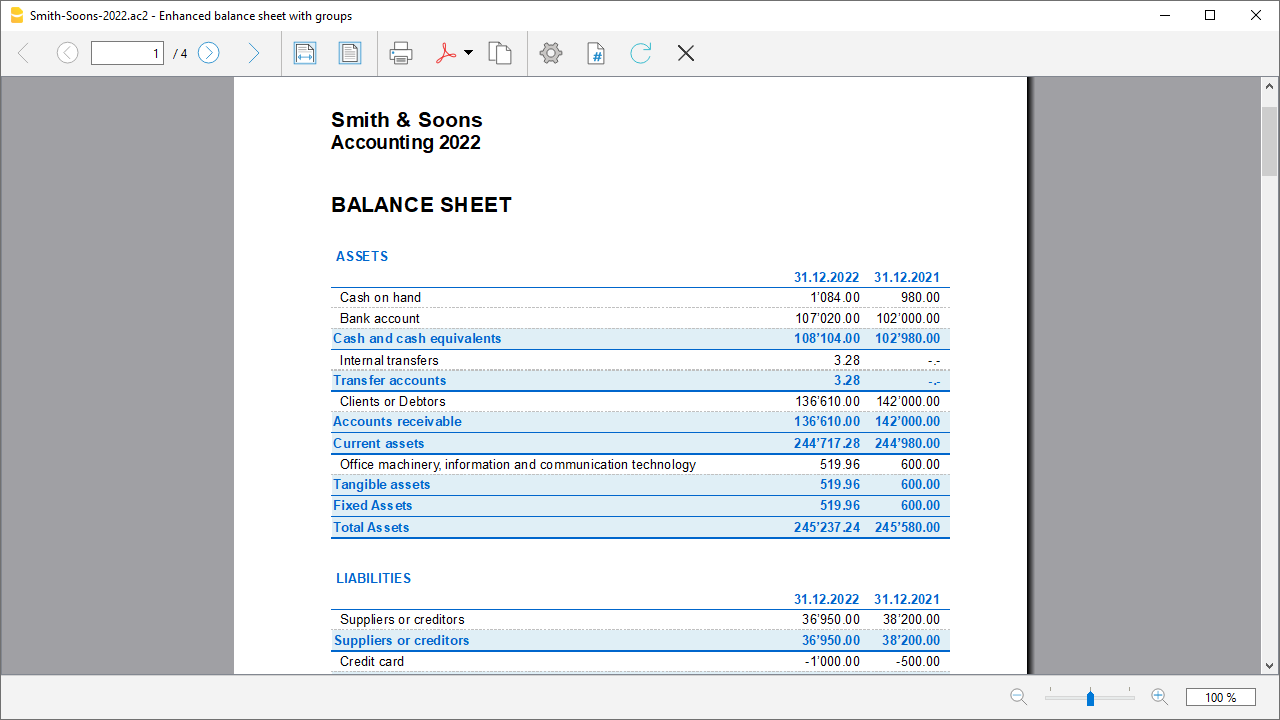 Smith-Soons-2022.ac2 - Enhanced balance sheet with groups
1 / 4
#
Smith & Soons
Accounting 2022
BALANCE SHEET
ASSETS
31.12.2022 31.12.2021
Cash on hand 1'084.00 980.00
Bank account 107'020.00 102'000.00
Cash and cash equivalents 108'104.00 102'980.00
Internal transfers 3.28 -.-
Transfer accounts 3.28 -.-
Clients or Debtors 136'610.00 142'000.00
Accounts receivable 136'610.00 142'000.00
Current assets 244'717.28 244'980.00
Office machinery, information and communication technology 519.96 600.00
Tangible assets 519.96 600.00
Fixed Assets 519.96 600.00
Total Assets 245'237.24 245'580.00
LIABILITIES
31.12.2022 31.12.2021
Suppliers or creditors 36'950.00 38'200.00
Suppliers or creditors 36'950.00 38'200.00
Credit card -1'000.00 -500.00
100 %